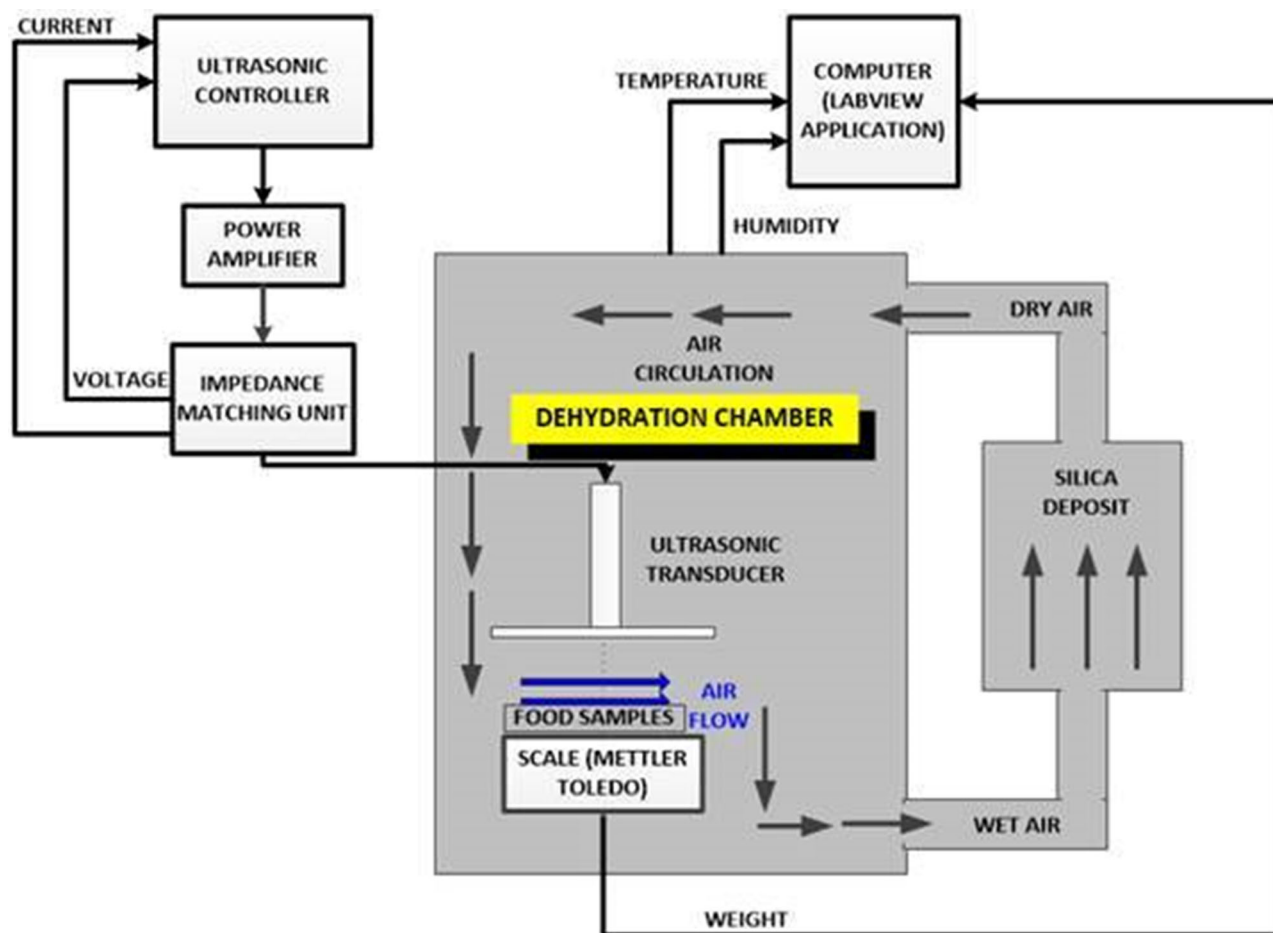 CURRENT
ULTRASONIC
CONTROLLER
POWER
AMPLIFIER
VOLTAGE
IMPEDANCE
MATCHING UNIT
TEMPERATURE
COMPUTER
(LABVIEW
APPLICATION)
HUMIDITY
DRY AIR
AIR
CIRCULATION
DEHYDRATION CHAMBER
SILICA
DEPOSIT
ULTRASONIC
TRANSDUCER
AIR
FLOW
FOOD SAMPLES
SCALE (METTLER
TOLEDO)
WET AIR
WEIGHT